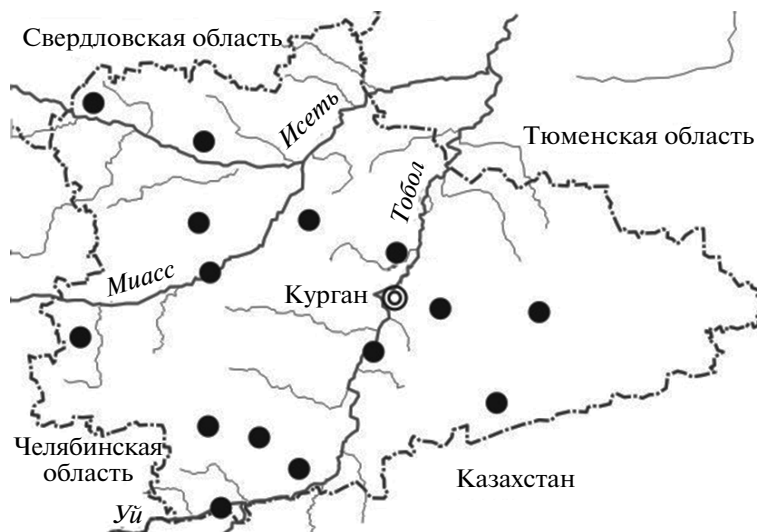 Свердловская область
Исеть
Тюменская область
Тобол
Миасс
Курган
Челябинская
область
Казахстан
Уй